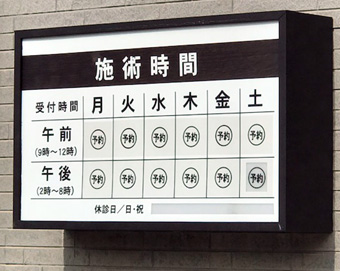 施術時間
受付時間 月 火 水 木 金 土
午前 予約 予約 予約 予約 予約 予約
(9時～12時)
午後 予約 予約 予約 予約 予約 予約
(2時～8時)
休診日／日・祝